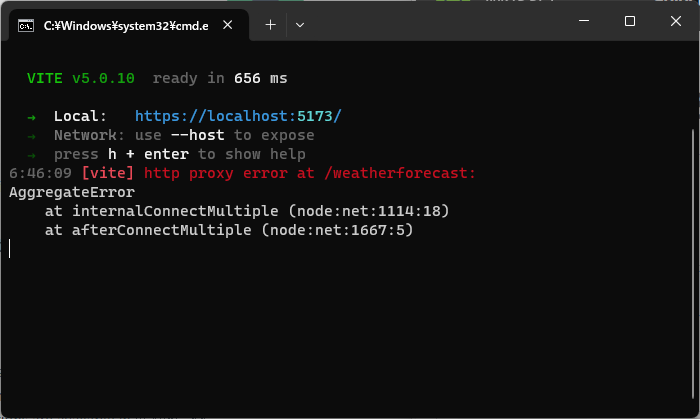 C:¥Windows¥system32¥cmd.e
VITE v5.0.10 ready in 656 ms
→ Local: https://localhost:5173/
→ Network: use --host to expose
→ press h + enter to show help
6:46:09 [vite] http proxy error at /weatherforecast:
AggregateError
at internalConnectMultiple (node:net:1114:18)
at afterConnectMultiple (node:net:1667:5)